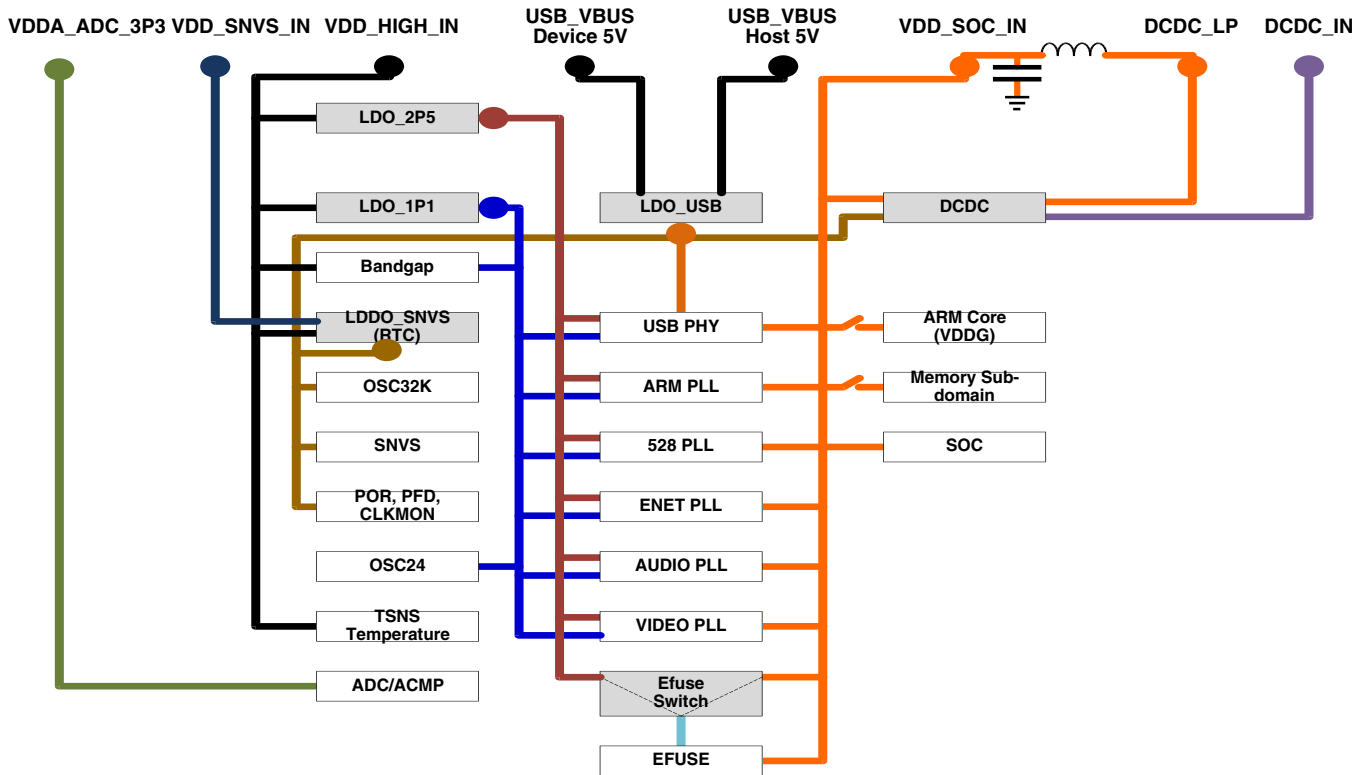 VDDA_ADC_3P3
VDD_SNVS_IN
VDD_HIGH_IN
USB_VBUS
Device 5V
USB_VBUS
Host 5V
VDD_SOC_IN
DCDC_LP
DCDC_IN
LDO_2P5
LDO_1P1
LDO_USB
DCDC
Bandgap
LDDO_SNVS
(RTC)
USB PHY
ARM Core
(VDDG)
OSC32K
ARM PLL
Memory Sub-
domain
SNVS
528 PLL
SOC
POR, PFD,
CLKMON
ENET PLL
OSC24
AUDIO PLL
TSNS
Temperature
VIDEO PLL
ADC/ACMP
Efuse
Switch
EFUSE